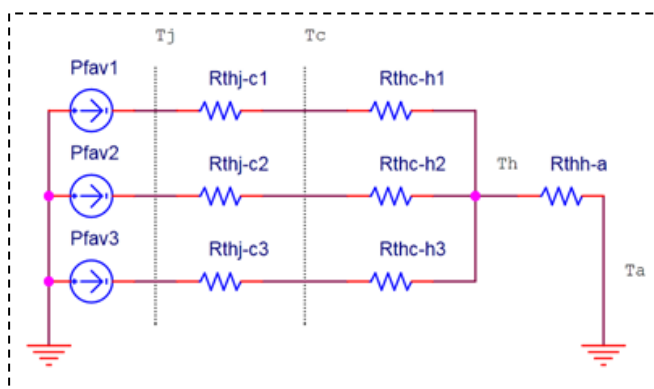 Tj Tc
Pfav1 Rthj-c1 Rthc-h1
Pfav2 Rthj-c2 Rthc-h2 Th Rthh-a
Pfav3 Rthj-c3 Rthc-h3
Ta